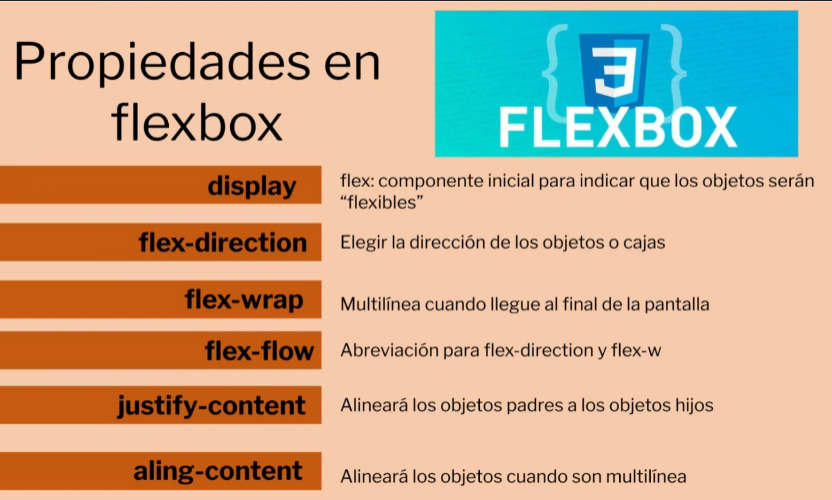 Propiedades en
flexbox
{ 3 }
FLEXBOX
display
flex: componente inicial para indicar que los objetos serán
“flexibles”
flex-direction
Elegir la dirección de los objetos o cajas
flex-wrap
Multilínea cuando llegue al final de la pantalla
flex-flow
Abreviación para flex-direction y flex-w
justify-content
Alineará los objetos padres a los objetos hijos
aling-content
Alineará los objetos cuando son multilínea